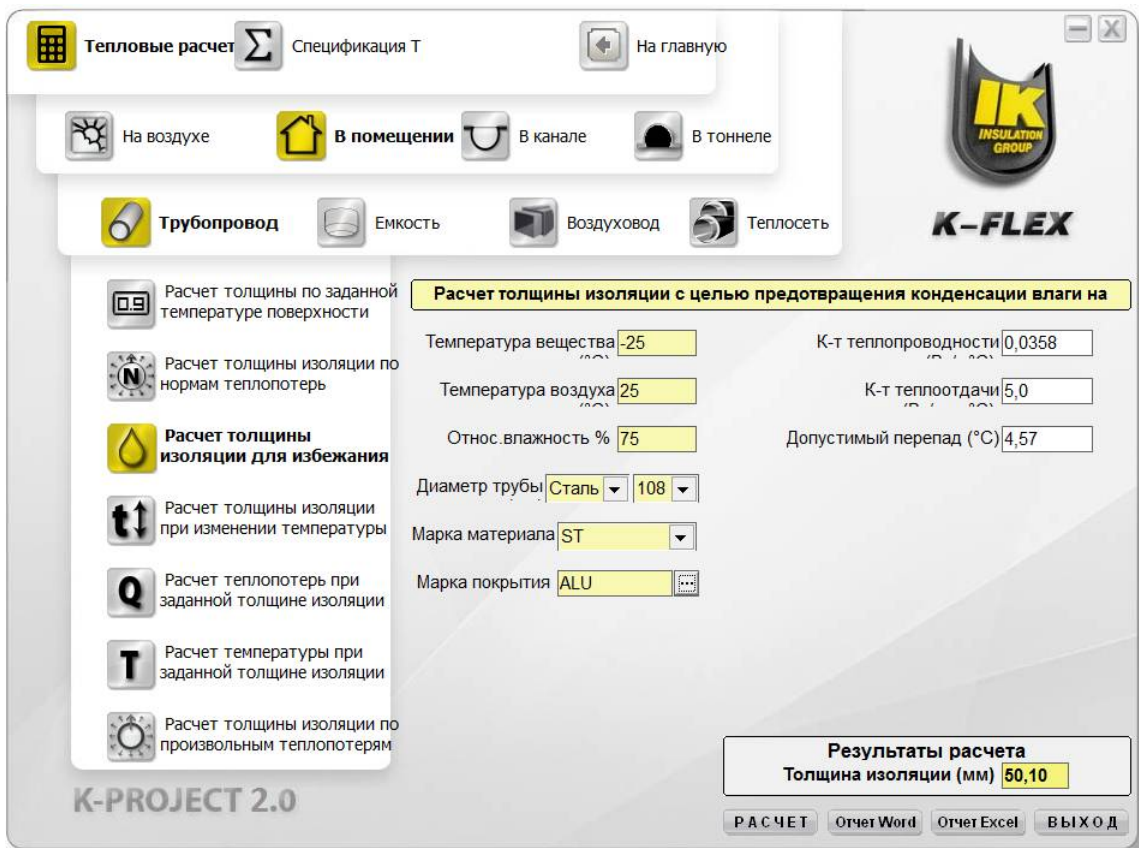 Тепловые расчет
Спецификация Т
На главную
На воздухе
В помещении
В канале
В тоннеле
IK
INSULATION
GROUP
K-FLEX
Трубопровод
Емкость
Воздуховод
Теплосеть
0.9
Расчет толщины по заданной
температуре поверхности
N
Расчет толщины изоляции по
нормам теплопотерь
Расчет толщины
изоляции для избежания
t
Расчет толщины изоляции
при изменении температуры
Q
Расчет теплопотерь при
заданной толщине изоляции
T
Расчет температуры при
заданной толщине изоляции
Расчет толщины изоляции по
произвольным теплопотерям
Расчет толщины изоляции с целью предотвращения конденсации влаги на
Температура вещества -25
К-т теплопроводности 0,0358
Температура воздуха 25
К-т теплоотдачи 5,0
Относ.влажность % 75
Допустимый перепад (°C) 4,57
Диаметр трубы Сталь 108
Марка материала ST
Марка покрытия ALU
Результаты расчета
Толщина изоляции (мм) 50,10
K-PROJECT 2.0
РАСЧЕТ Отчет Word Отчет Excel ВЫХОД